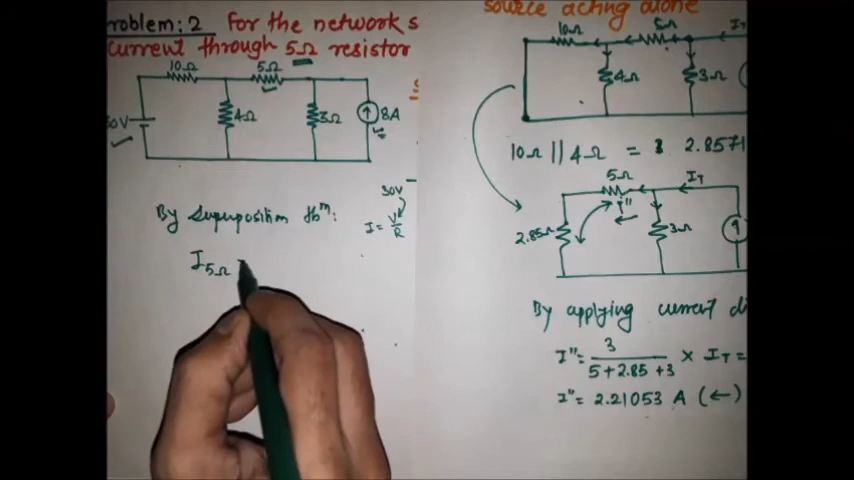 roblem: 2 For the network s
current through 5Ω resistor
10Ω
5Ω
4Ω
3Ω
8A
0V
By Superposition thm:
30V
I = V/R
I5Ω
source acting alone
10Ω
5Ω
IT
4Ω
3Ω
10Ω || 4Ω = 2.8571
5Ω
IT
I"
2.85Ω
3Ω
By applying current di
I" = 3 / 5+2.85+3 × IT =
I" = 2.21053 A (←)